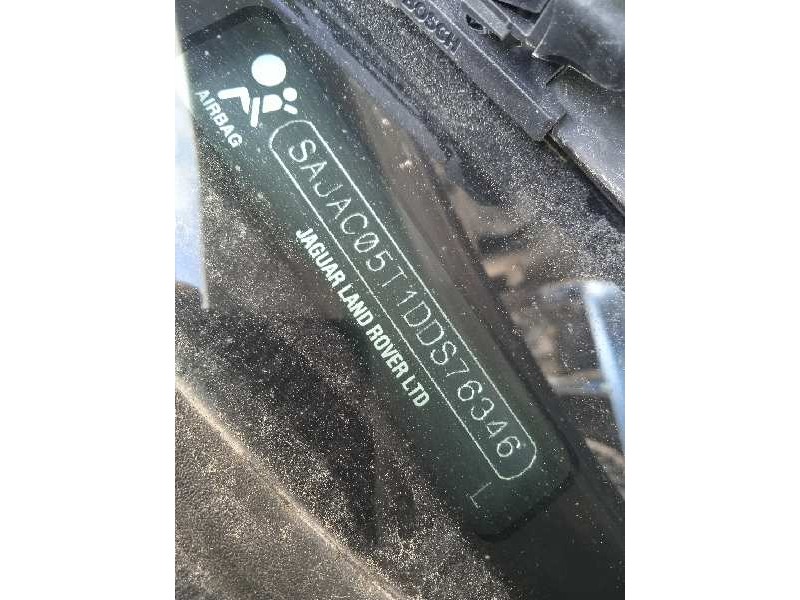 BOSCH
AIRBAG
SAJAC05T1DDS76346
JAGUAR LAND ROVER LTD
L